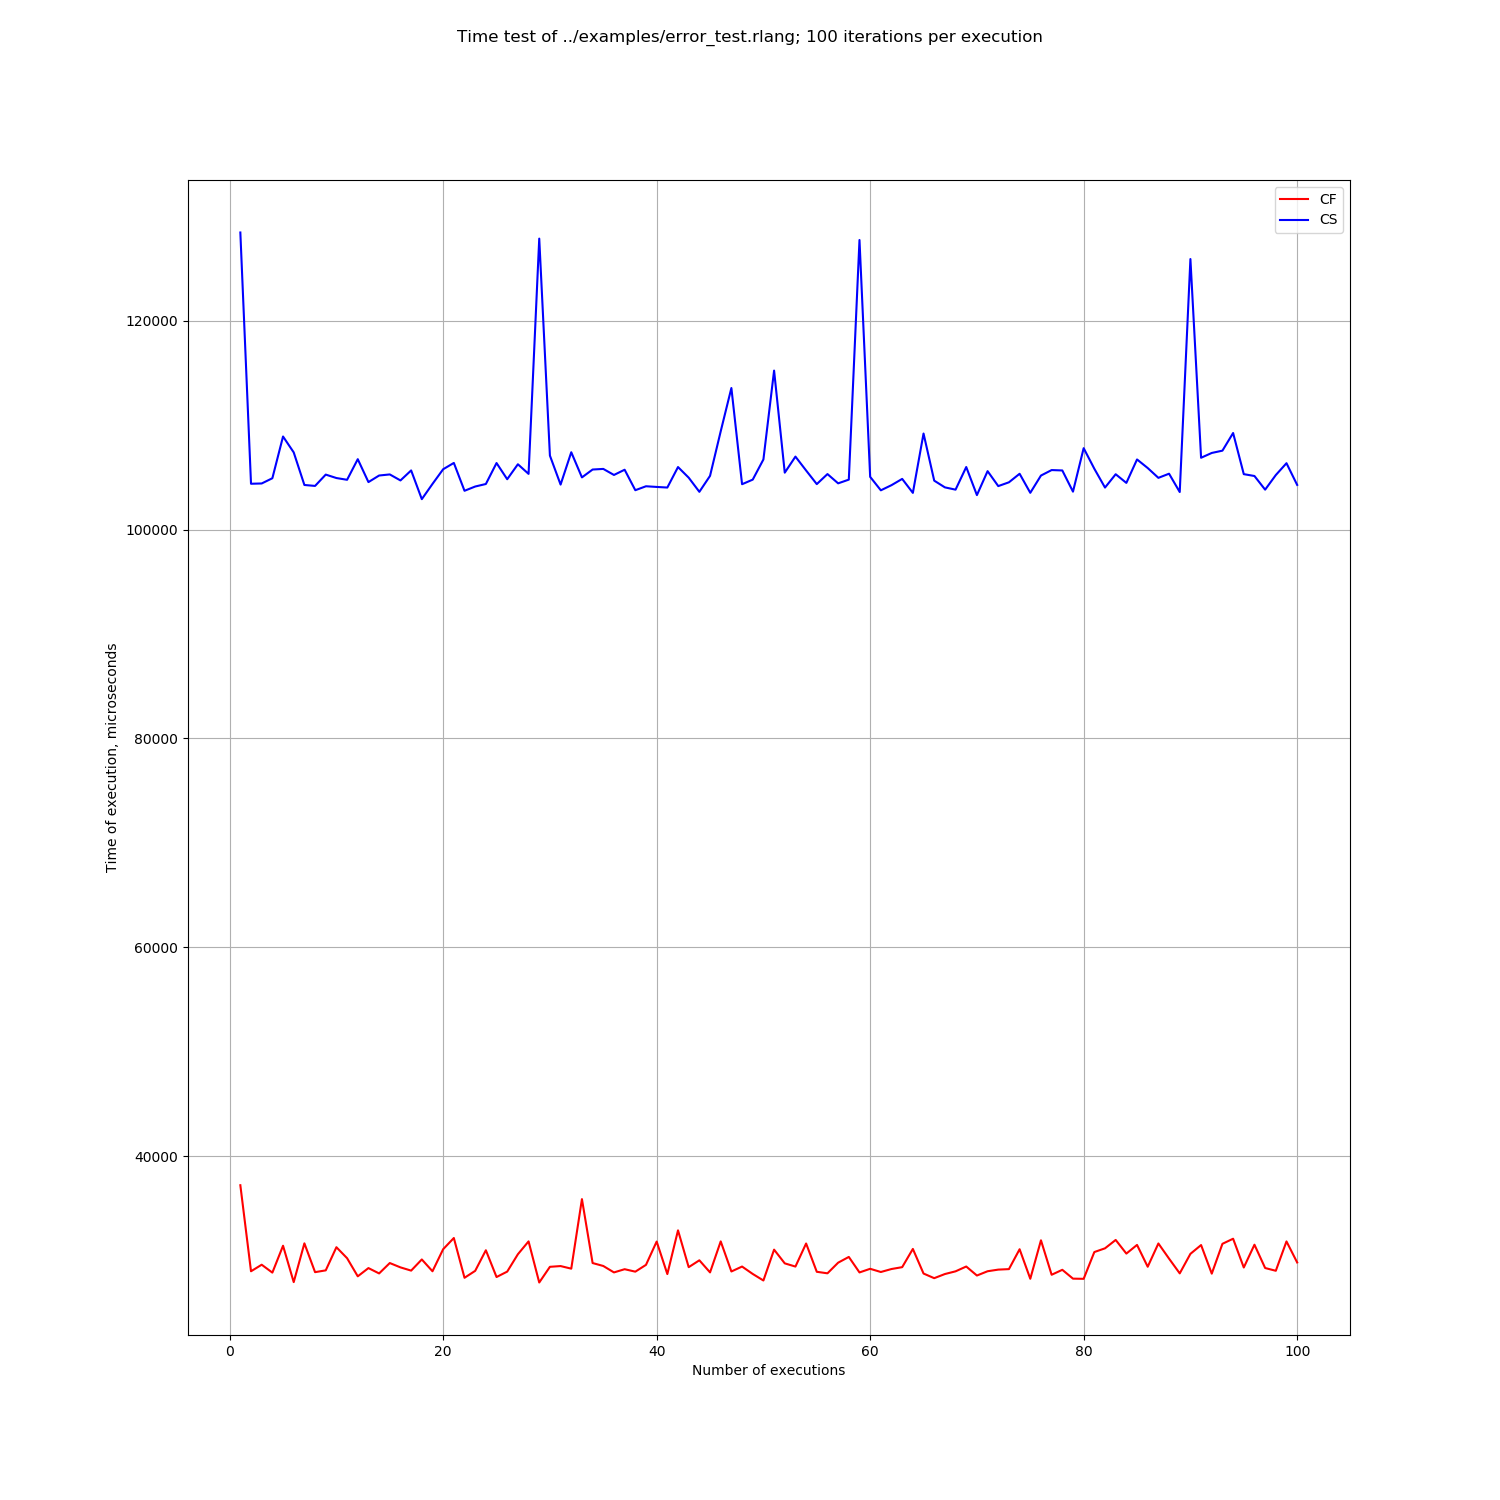 Time test of ../examples/error_test.rlang; 100 iterations per execution
CF
CS
120000
100000
80000
60000
40000
Time of execution, microseconds
0 20 40 60 80 100
Number of executions